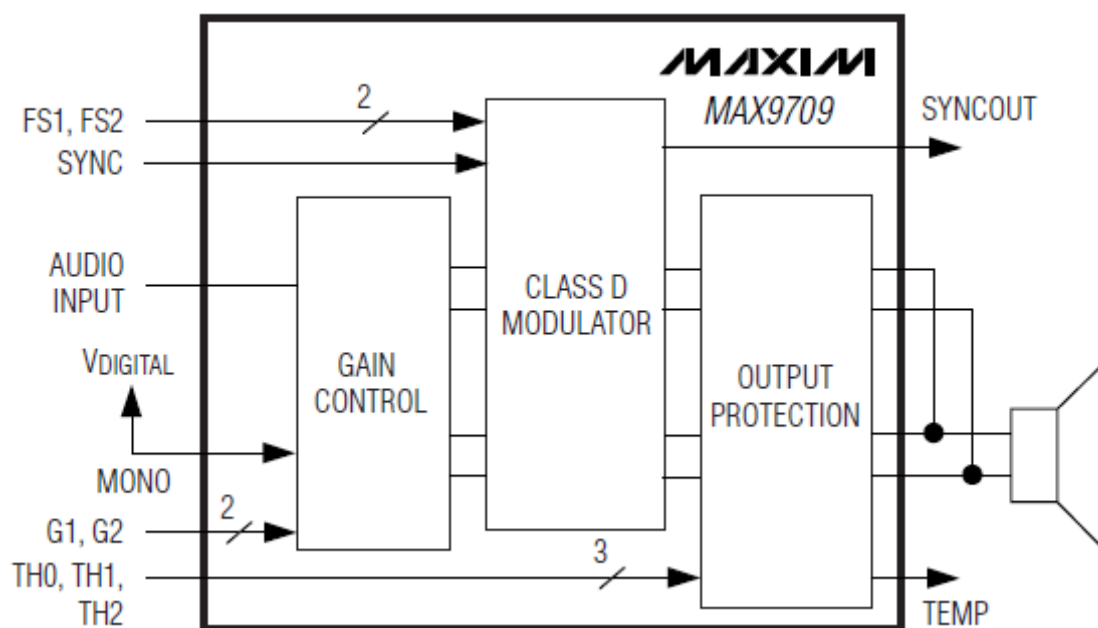 MAXIM
MAX9709
FS1, FS2
2
SYNC
SYNCOUT
AUDIO
INPUT
VDIGITAL
MONO
G1, G2
2
TH0, TH1,
TH2
3
GAIN
CONTROL
CLASS D
MODULATOR
OUTPUT
PROTECTION
TEMP